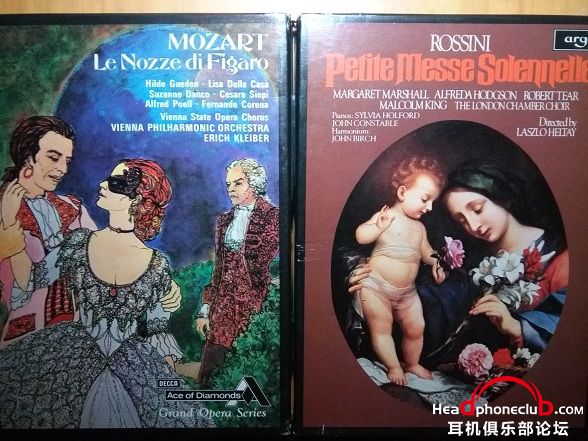 MOZART
Le Nozze di Figaro
Hilde Gueden · Lisa Della Casa
Suzanne Danco · Cesare Siepi
Alfred Poell · Fernando Corena
Vienna State Opera Chorus
VIENNA PHILHARMONIC ORCHESTRA
ERICH KLEIBER
DECCA
Ace of Diamonds
Grand Opera Series
argo
ROSSINI
Petite Messe Solennelle
MARGARET MARSHALL ALFREDA HODGSON ROBERT TEAR
MALCOLM KING THE LONDON CHAMBER CHOIR
Pianos: SYLVIA HOLFORD
JOHN CONSTABLE
Harmonium:
JOHN BIRCH
Directed by
LASZLO HELTAY
Headphoneclub.com
耳机俱乐部论坛